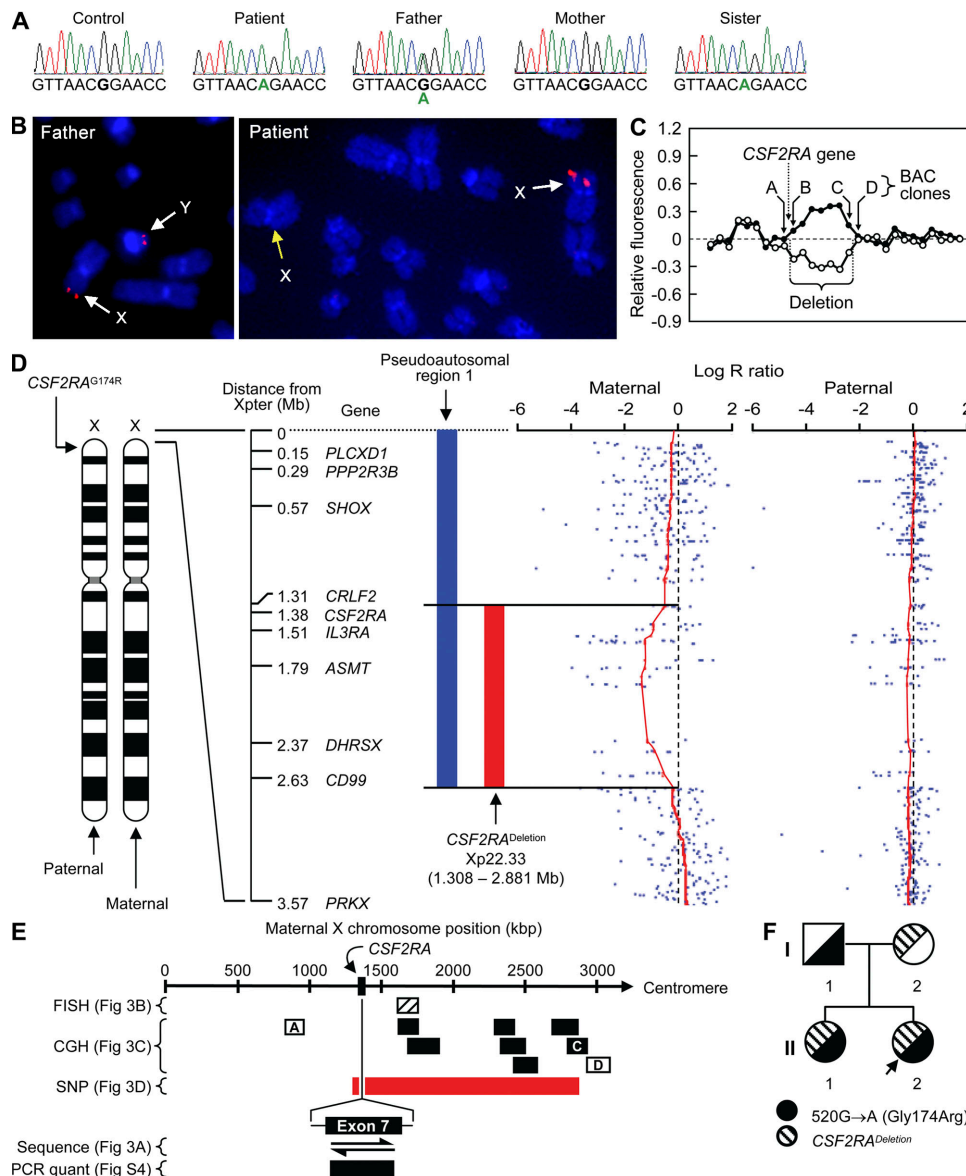 A
Control
Patient
Father
Mother
Sister
GTTAACGGAACC
GTTAACAGAACC
GTTAACGGAACC
A
GTTAACGGAACC
GTTAACAGAACC
B
Father
Y
X
Patient
X
X
C
Relative fluorescence
1.2
0.9
0.6
0.3
0
-0.3
-0.6
-0.9
CSF2RA gene
A B C D
BAC clones
Deletion
D
CSF2RA^G174R
X X
Paternal
Maternal
Distance from Xpter (Mb)
Gene
0
0.15 PLCXD1
0.29 PPP2R3B
0.57 SHOX
1.31 CRLF2
1.38 CSF2RA
1.51 IL3RA
1.79 ASMT
2.37 DHRSX
2.63 CD99
3.57 PRKX
Pseudoautosomal region 1
CSF2RA^Deletion
Xp22.33
(1.308 – 2.881 Mb)
Log R ratio
Maternal
-6 -4 -2 0 2
Paternal
-6 -4 -2 0 2
E
Maternal X chromosome position (kbp)
CSF2RA
0 500 1000 1500 2000 2500 3000
Centromere
FISH (Fig 3B)
CGH (Fig 3C)
A
C
D
SNP (Fig 3D)
Exon 7
Sequence (Fig 3A)
PCR quant (Fig S4)
F
I
1 2
II
1 2
520G→A (Gly174Arg)
CSF2RA^Deletion